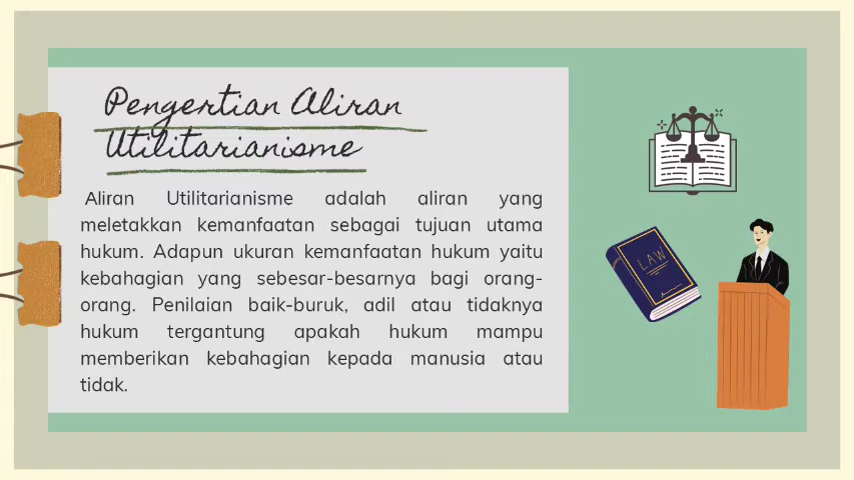 Pengertian Aliran
Utilitarianisme
Aliran Utilitarianisme adalah aliran yang
meletakkan kemanfaatan sebagai tujuan utama
hukum. Adapun ukuran kemanfaatan hukum yaitu
kebahagian yang sebesar-besarnya bagi orang-
orang. Penilaian baik-buruk, adil atau tidaknya
hukum tergantung apakah hukum mampu
memberikan kebahagian kepada manusia atau
tidak.
LAW